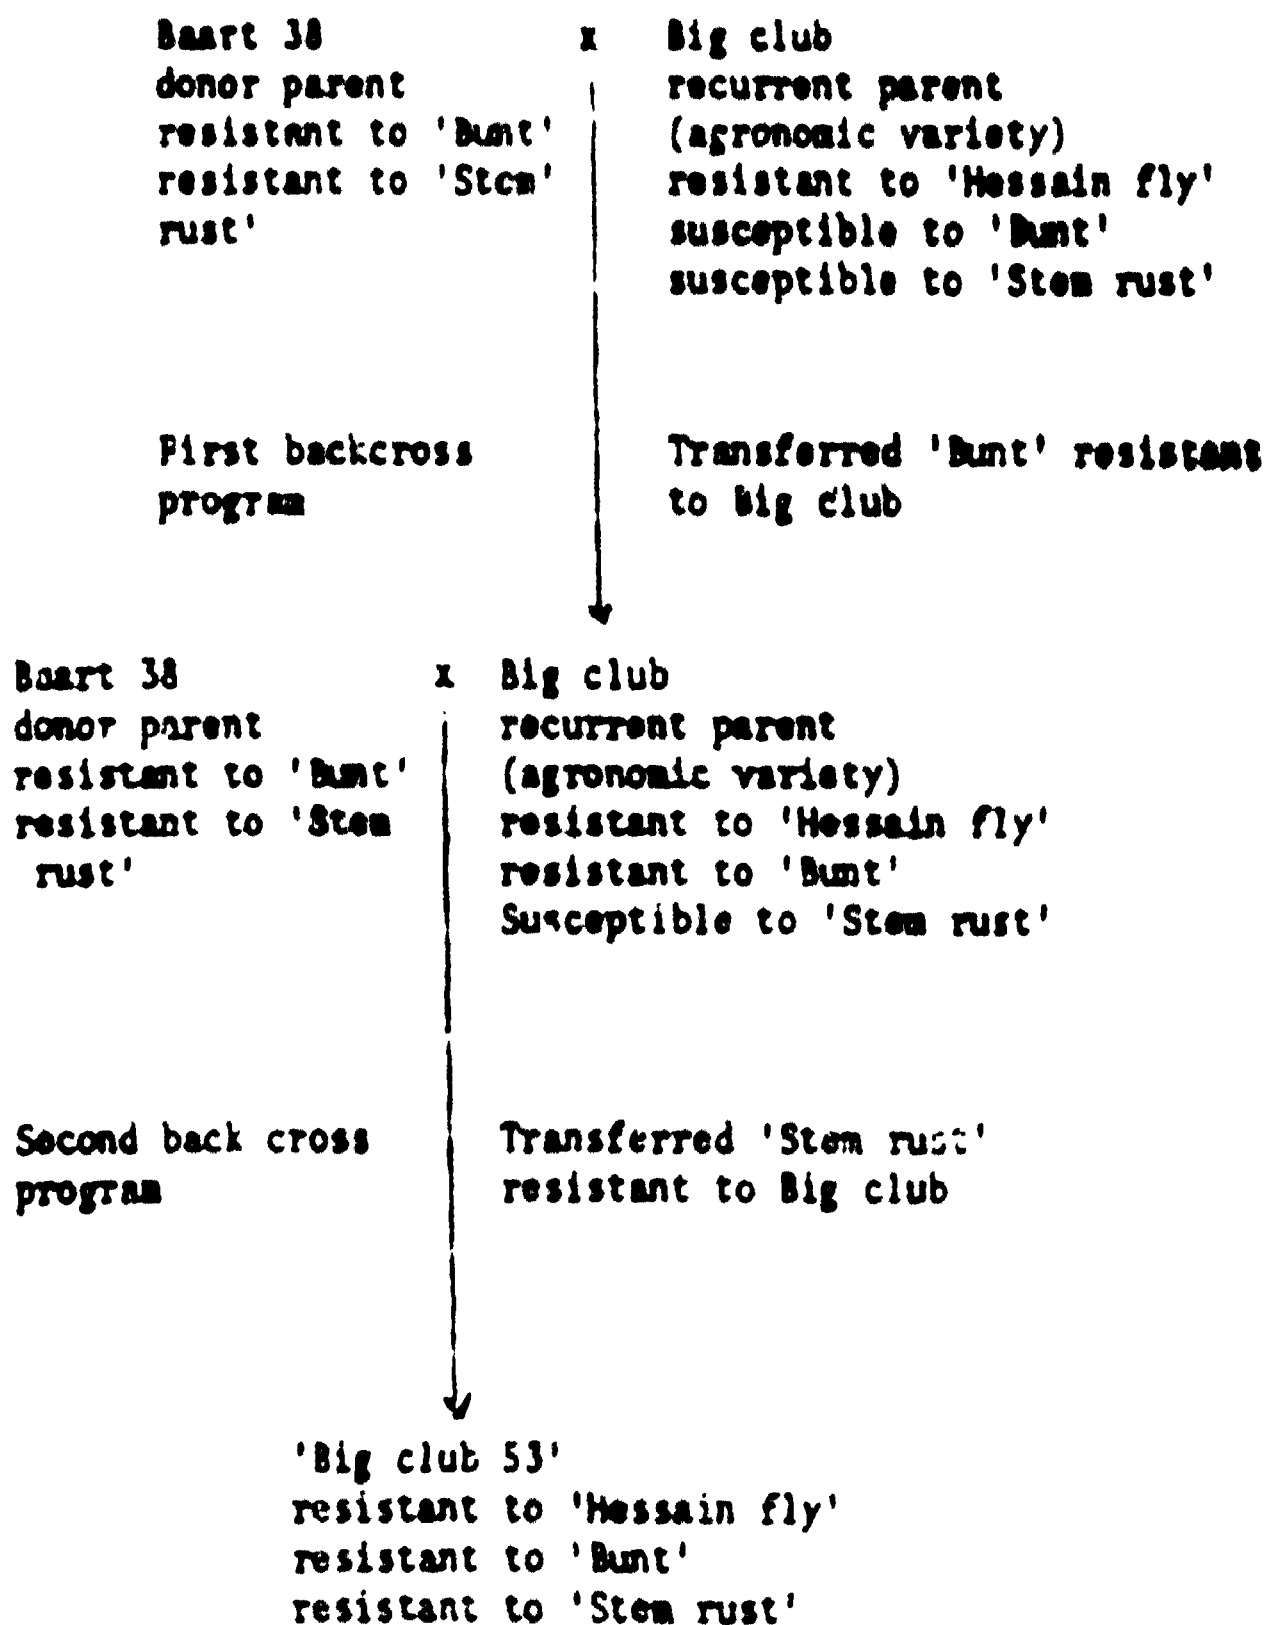 Baart 38 x Big club
donor parent recurrent parent
resistant to 'Bunt' (agronomic variety)
resistant to 'Stem' resistant to 'Hessain fly'
rust' susceptible to 'Bunt'
susceptible to 'Stem rust'
First backcross Transferred 'Bunt' resistant
program to Big club
Baart 38 x Big club
donor parent recurrent parent
resistant to 'Bunt' (agronomic variety)
resistant to 'Stem resistant to 'Hessain fly'
rust' resistant to 'Bunt'
Susceptible to 'Stem rust'
Second back cross Transferred 'Stem rust'
program resistant to Big club
'Big club 53'
resistant to 'Hessain fly'
resistant to 'Bunt'
resistant to 'Stem rust'